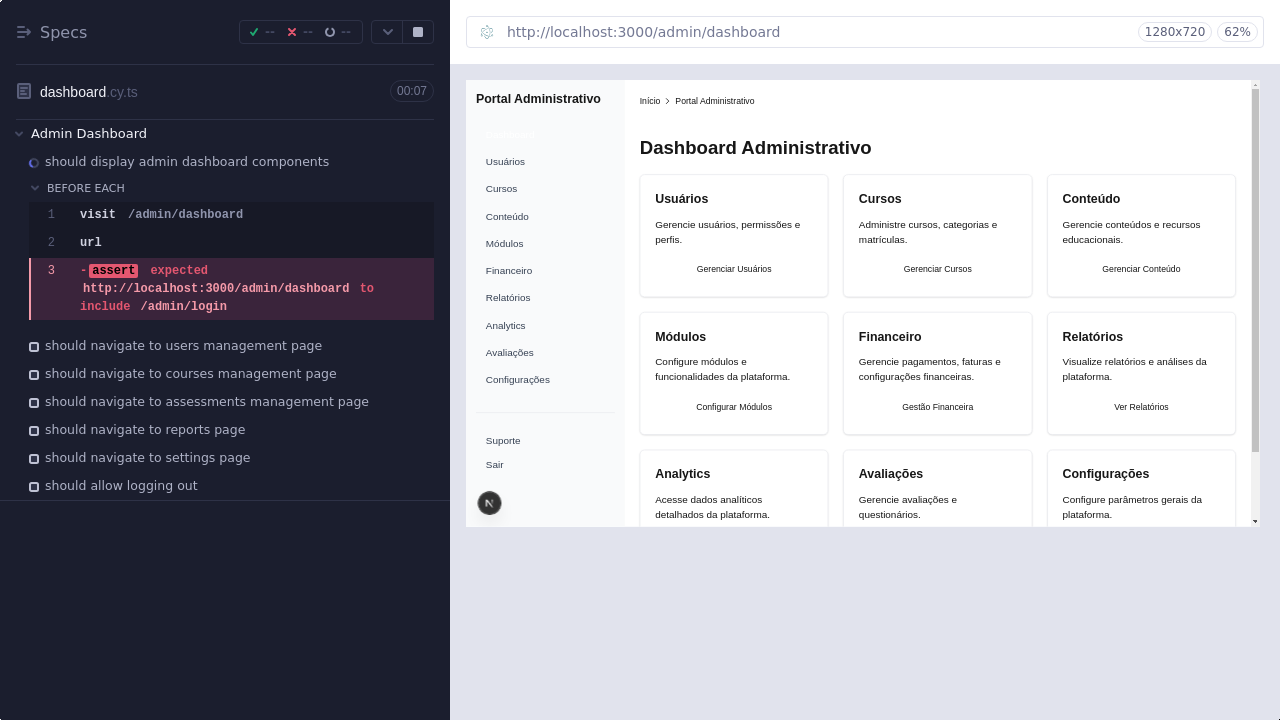 Specs
--
--
--
dashboard.cy.ts
00:07
Admin Dashboard
should display admin dashboard components
BEFORE EACH
1 visit /admin/dashboard
2 url
3 -assert expected
http://localhost:3000/admin/dashboard to
include /admin/login
should navigate to users management page
should navigate to courses management page
should navigate to assessments management page
should navigate to reports page
should navigate to settings page
should allow logging out
http://localhost:3000/admin/dashboard
1280x720
62%
Portal Administrativo
Usuários
Cursos
Conteúdo
Módulos
Financeiro
Relatórios
Analytics
Avaliações
Configurações
Suporte
Sair
N
Início > Portal Administrativo
Dashboard Administrativo
Usuários
Gerencie usuários, permissões e
perfis.
Gerenciar Usuários
Cursos
Administre cursos, categorias e
matrículas.
Gerenciar Cursos
Conteúdo
Gerencie conteúdos e recursos
educacionais.
Gerenciar Conteúdo
Módulos
Configure módulos e
funcionalidades da plataforma.
Configurar Módulos
Financeiro
Gerencie pagamentos, faturas e
configurações financeiras.
Gestão Financeira
Relatórios
Visualize relatórios e análises da
plataforma.
Ver Relatórios
Analytics
Acesse dados analíticos
detalhados da plataforma.
Avaliações
Gerencie avaliações e
questionários.
Configurações
Configure parâmetros gerais da
plataforma.